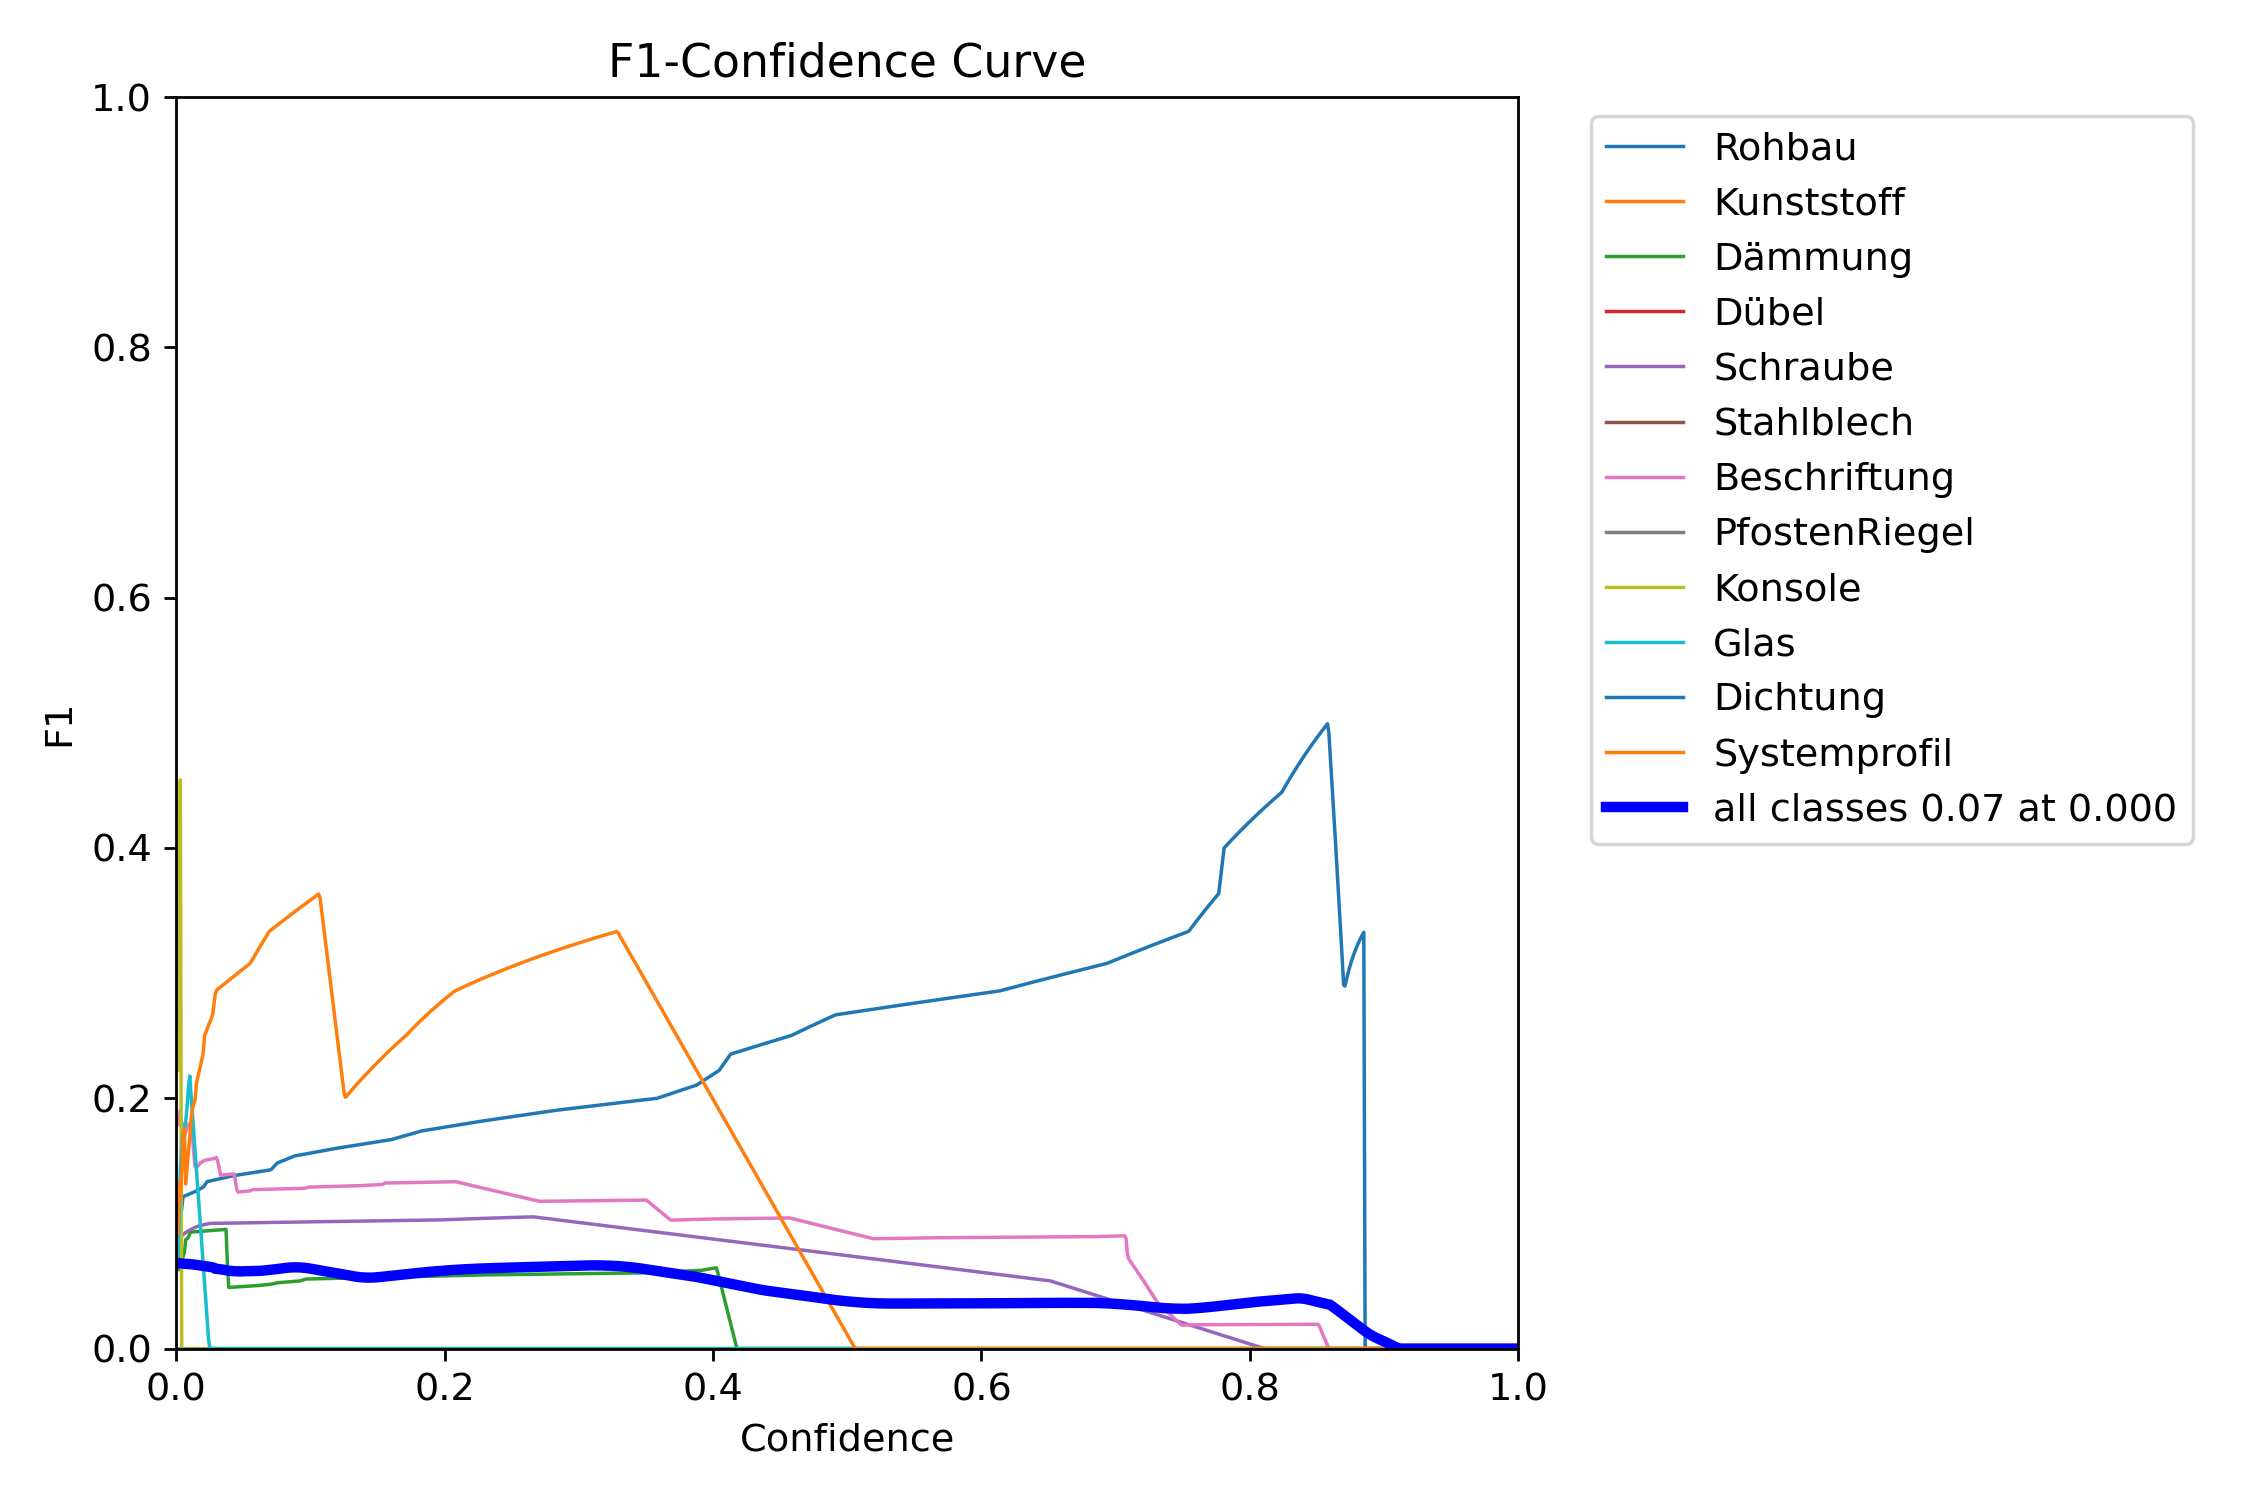 F1-Confidence Curve
1.0
0.8
0.6
0.4
0.2
0.0
F1
0.0 0.2 0.4 0.6 0.8 1.0
Confidence
Rohbau
Kunststoff
Dämmung
Dübel
Schraube
Stahlblech
Beschriftung
PfostenRiegel
Konsole
Glas
Dichtung
Systemprofil
all classes 0.07 at 0.000